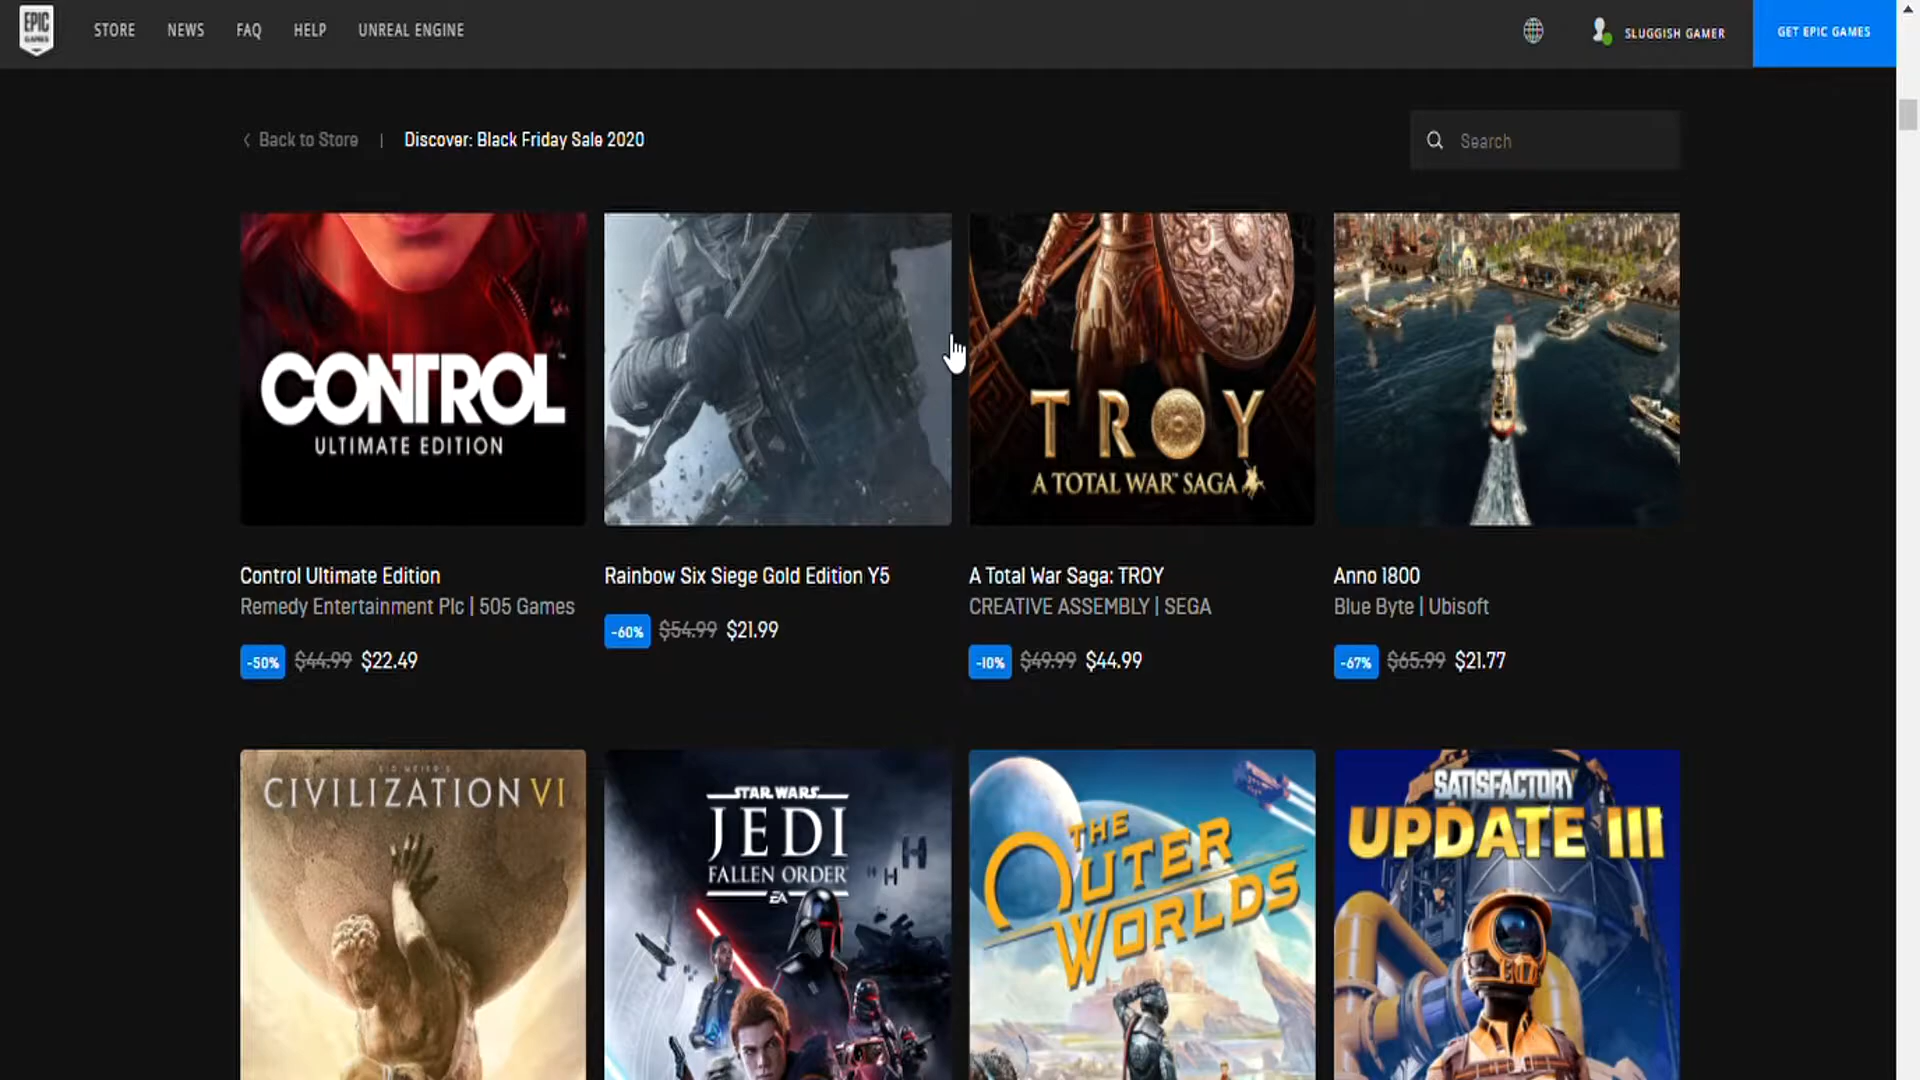 EPIC
GAMES
STORE
NEWS
FAQ
HELP
UNREAL ENGINE
SLUGGISH GAMER
GET EPIC GAMES
Back to Store
Discover: Black Friday Sale 2020
Search
CONTROL
ULTIMATE EDITION
TROY
A TOTAL WAR SAGA
Control Ultimate Edition
Remedy Entertainment Plc | 505 Games
-50% $44.99 $22.49
Rainbow Six Siege Gold Edition Y5
-60% $54.99 $21.99
A Total War Saga: TROY
CREATIVE ASSEMBLY | SEGA
-10% $49.99 $44.99
Anno 1800
Blue Byte | Ubisoft
-67% $65.99 $21.77
SID MEIER'S
CIVILIZATION VI
STAR WARS
JEDI
FALLEN ORDER
EA
THE
OUTER
WORLDS
SATISFACTORY
UPDATE III